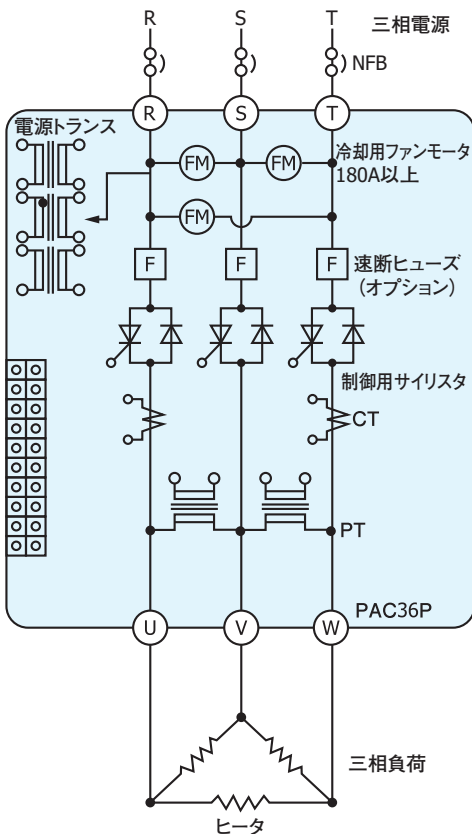 R S T 三相電源
NFB
R S T
電源トランス
FM FM 冷却用ファンモータ
180A以上
FM
F F F 速断ヒューズ
(オプション)
制御用サイリスタ
CT
PT
PAC36P
U V W
三相負荷
ヒータ